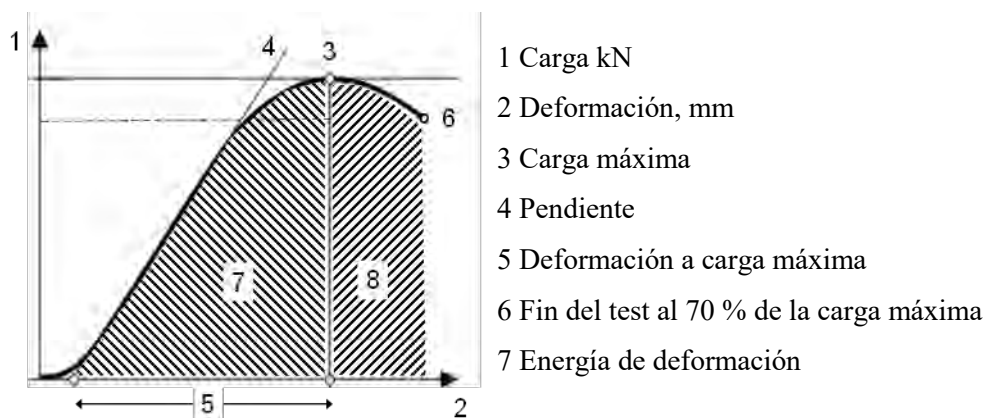 1
4
3
6
7
8
5
2
1 Carga kN
2 Deformación, mm
3 Carga máxima
4 Pendiente
5 Deformación a carga máxima
6 Fin del test al 70 % de la carga máxima
7 Energía de deformación